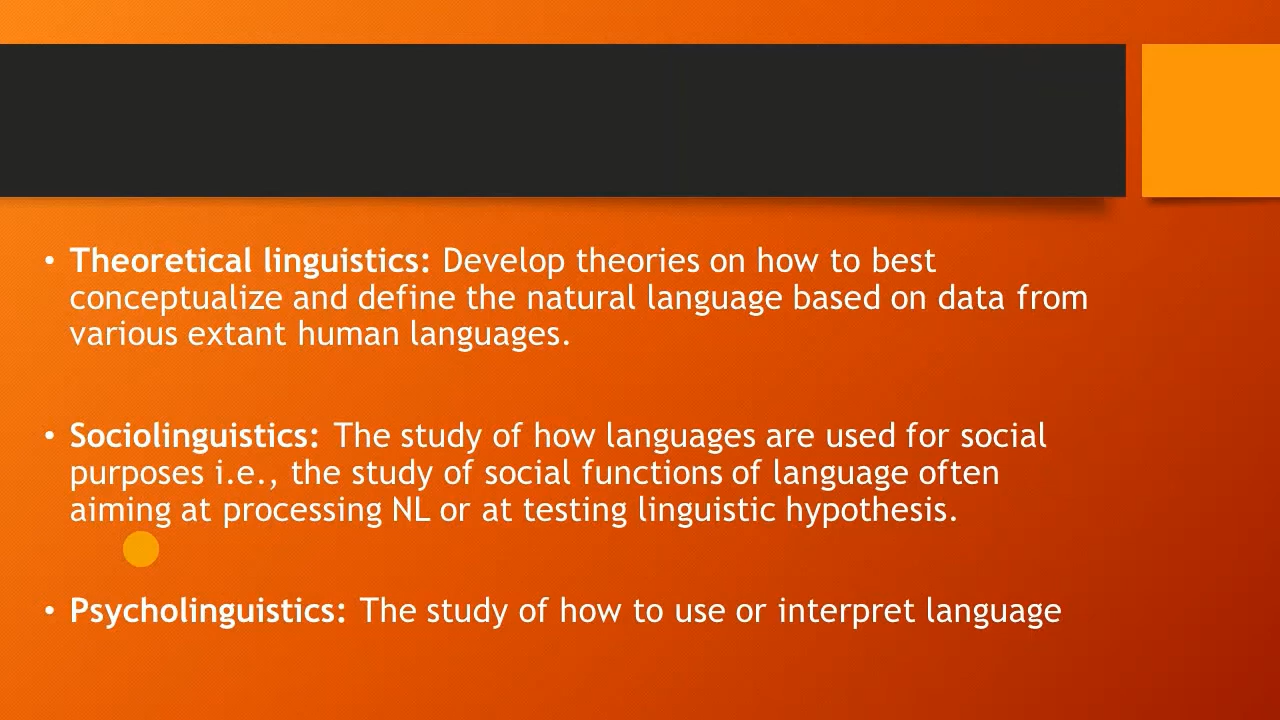 • Theoretical linguistics: Develop theories on how to best
conceptualize and define the natural language based on data from
various extant human languages.
• Sociolinguistics: The study of how languages are used for social
purposes i.e., the study of social functions of language often
aiming at processing NL or at testing linguistic hypothesis.
• Psycholinguistics: The study of how to use or interpret language